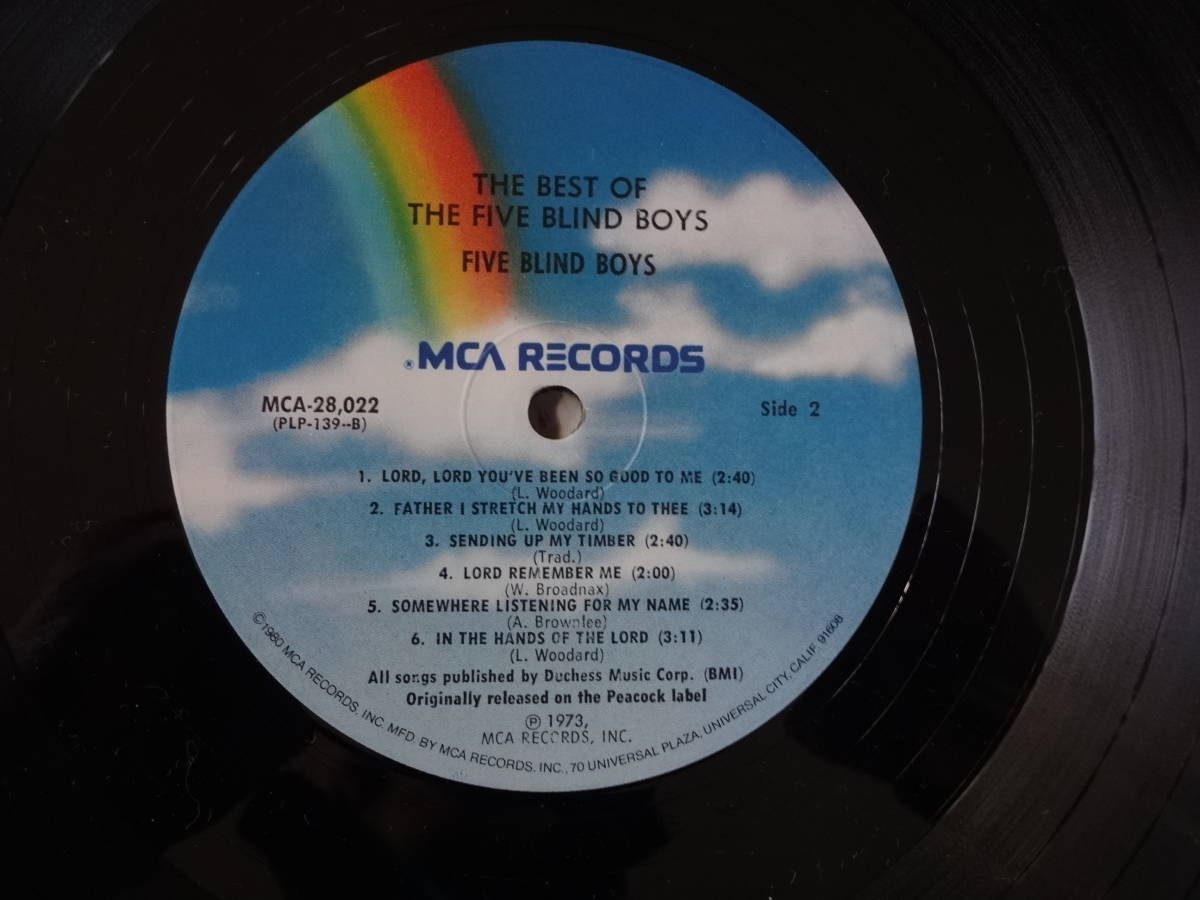 THE BEST OF
THE FIVE BLIND BOYS
FIVE BLIND BOYS
® MCA RECORDS
MCA-28,022
(PLP-139--B)
Side 2
1. LORD, LORD YOU'VE BEEN SO GOOD TO ME (2:40)
(L. Woodard)
2. FATHER I STRETCH MY HANDS TO THEE (3:14)
(L. Woodard)
3. SENDING UP MY TIMBER (2:40)
(Trad.)
4. LORD REMEMBER ME (2:00)
(W. Broadnax)
5. SOMEWHERE LISTENING FOR MY NAME (2:35)
(A. Brownlee)
6. IN THE HANDS OF THE LORD (3:11)
(L. Woodard)
All songs published by Duchess Music Corp. (BMI)
Originally released on the Peacock label
℗ 1973,
MCA RECORDS, INC.
©1980 MCA RECORDS, INC. MFD. BY MCA RECORDS, INC., 70 UNIVERSAL PLAZA, UNIVERSAL CITY, CALIF. 91608